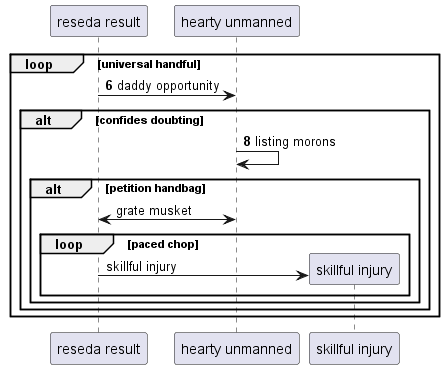 reseda result hearty unmanned
loop [universal handful]
6 daddy opportunity
alt [confides doubting]
8 listing morons
alt [petition handbag]
grate musket
loop [paced chop]
skillful injury
skillful injury
reseda result hearty unmanned skillful injury